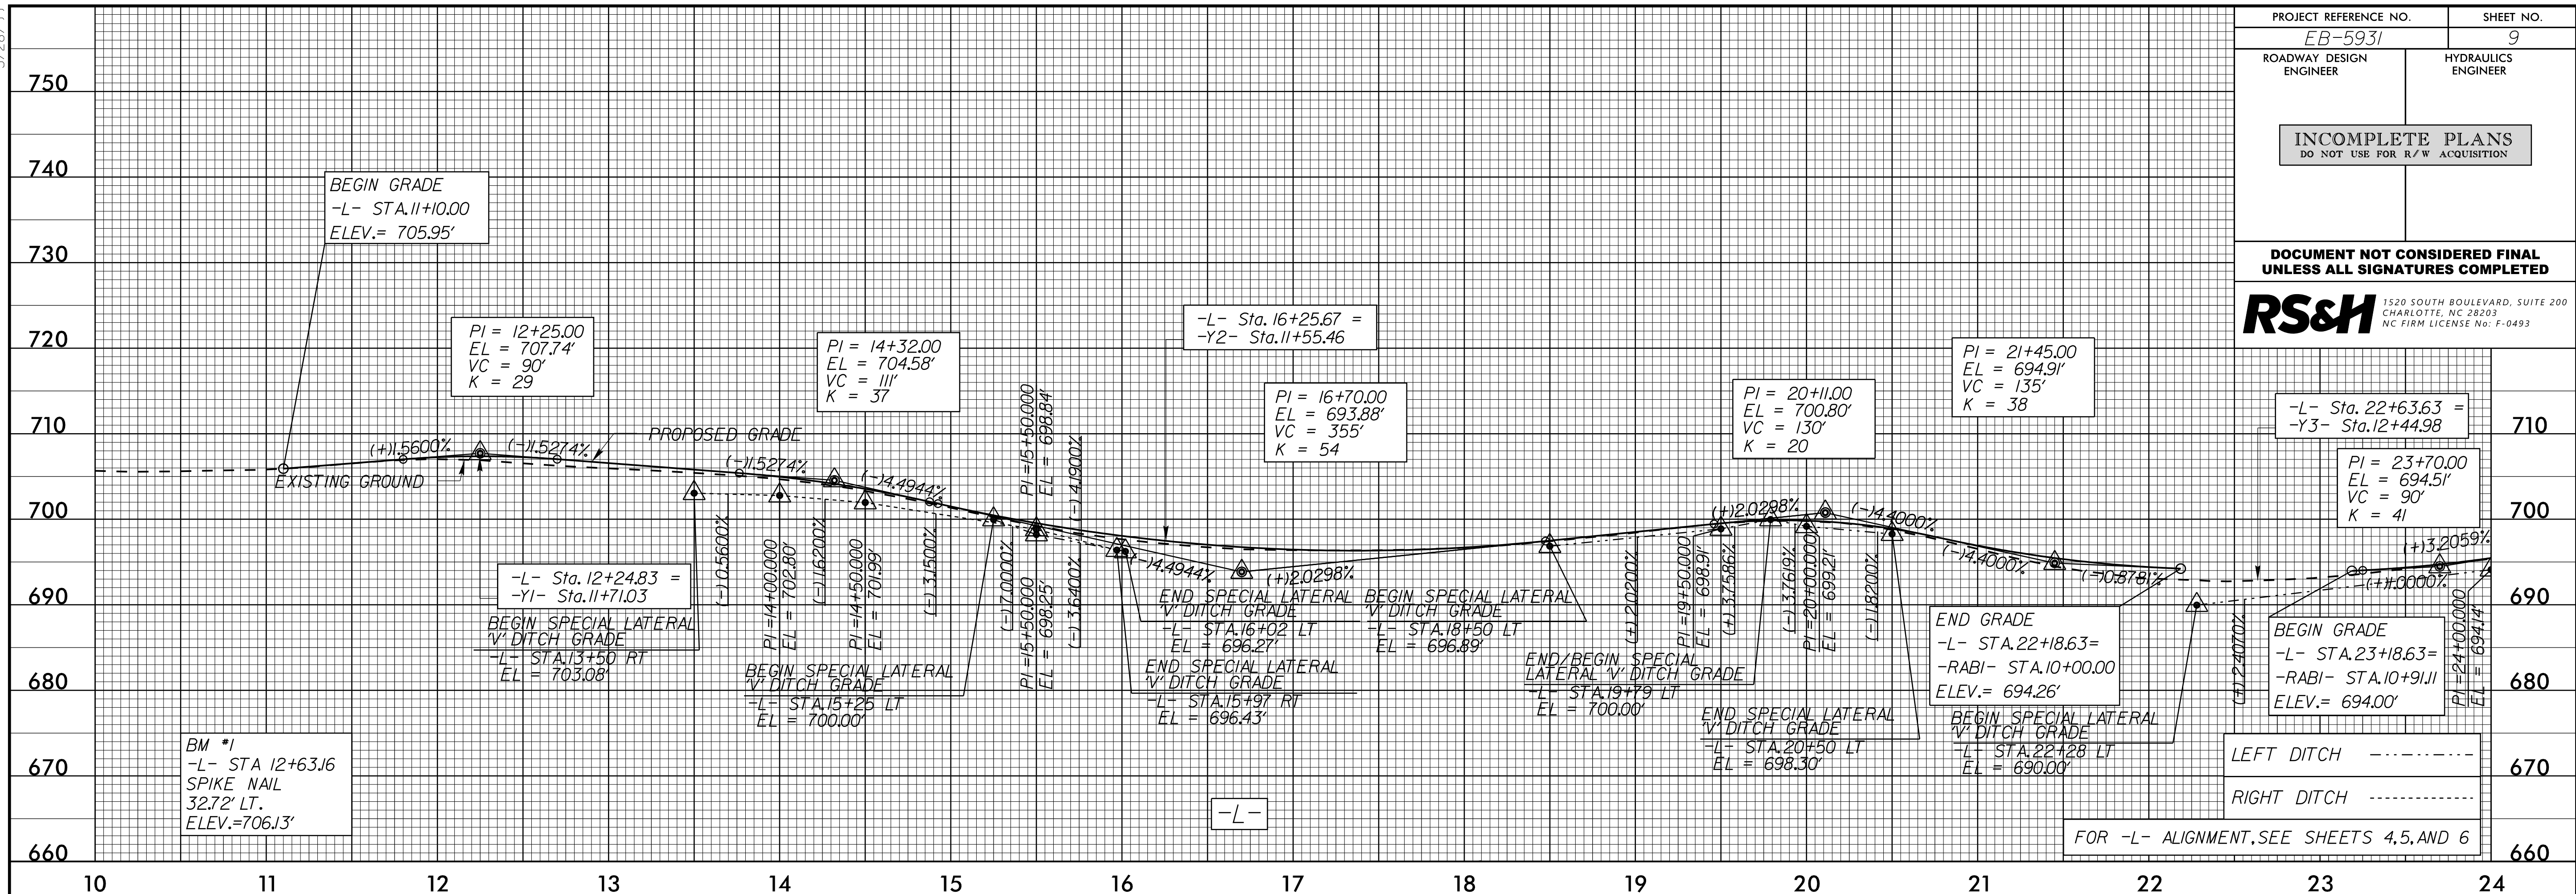 PROJECT REFERENCE NO.
SHEET NO.
EB-5931
9
ROADWAY DESIGN
ENGINEER
HYDRAULICS
ENGINEER
INCOMPLETE PLANS
DO NOT USE FOR R/W ACQUISITION
DOCUMENT NOT CONSIDERED FINAL
UNLESS ALL SIGNATURES COMPLETED
RS&H
1520 SOUTH BOULEVARD, SUITE 200
CHARLOTTE, NC 28203
NC FIRM LICENSE No: F-0493
750
740
730
720
710
700
690
680
670
660
BEGIN GRADE
-L- STA.11+10.00
ELEV.= 705.95'
PI = 12+25.00
EL = 707.74'
VC = 90'
K = 29
PI = 14+32.00
EL = 704.58'
VC = 111'
K = 37
-L- Sta. 16+25.67 =
-Y2- Sta.11+55.46
PI = 16+70.00
EL = 693.88'
VC = 355'
K = 54
PI = 20+11.00
EL = 700.80'
VC = 130'
K = 20
PI = 21+45.00
EL = 694.91'
VC = 135'
K = 38
-L- Sta. 22+63.63 =
-Y3- Sta.12+44.98
PI = 23+70.00
EL = 694.51'
VC = 90'
K = 41
(+)1.5600%
(-)1.5274%
PROPOSED GRADE
EXISTING GROUND
(-)1.5274%
(-)4.4944%
PI =15+50.000
EL = 698.84'
(-)4.1900%
(-)4.4944%
(+)2.0298%
(+)2.0298%
(-)4.4000%
(-)4.4000%
(-)0.8781%
(+)1.0000%
(+)3.2059%
-L- Sta. 12+24.83 =
-Y1- Sta.11+71.03
BEGIN SPECIAL LATERAL
'V' DITCH GRADE
-L- STA.13+50 RT
EL = 703.08'
(-)0.5600%
PI =14+00.000
EL = 702.80'
(-)1.6200%
PI =14+50.000
EL = 701.99'
(-)3.1500%
BEGIN SPECIAL LATERAL
'V' DITCH GRADE
-L- STA.15+25 LT
EL = 700.00'
(-)7.0000%
PI =15+50.000
EL = 698.25'
(-)3.6400%
END SPECIAL LATERAL
'V' DITCH GRADE
-L- STA.16+02 LT
EL = 696.27'
END SPECIAL LATERAL
'V' DITCH GRADE
-L- STA.15+97 RT
EL = 696.43'
BEGIN SPECIAL LATERAL
'V' DITCH GRADE
-L- STA.18+50 LT
EL = 696.89'
END/BEGIN SPECIAL
LATERAL 'V' DITCH GRADE
-L- STA.19+79 LT
EL = 700.00'
(+)2.0200%
PI =19+50.000
EL = 698.91'
(+)3.7586%
(-)3.7619%
PI=20+00.000
EL = 699.21'
(-)1.8200%
END SPECIAL LATERAL
'V' DITCH GRADE
-L- STA.20+50 LT
EL = 698.30'
END GRADE
-L- STA.22+18.63=
-RAB1- STA.10+00.00
ELEV.= 694.26'
BEGIN SPECIAL LATERAL
'V' DITCH GRADE
-L- STA.22+28 LT
EL = 690.00'
(+)2.4070%
BEGIN GRADE
-L- STA.23+18.63=
-RAB1- STA.10+91.11
ELEV.= 694.00'
PI =24+00.000
EL = 694.14'
BM #1
-L- STA 12+63.16
SPIKE NAIL
32.72' LT.
ELEV.=706.13'
-L-
LEFT DITCH
RIGHT DITCH
FOR -L- ALIGNMENT, SEE SHEETS 4,5, AND 6
710
700
690
680
670
660
10 11 12 13 14 15 16 17 18 19 20 21 22 23 24